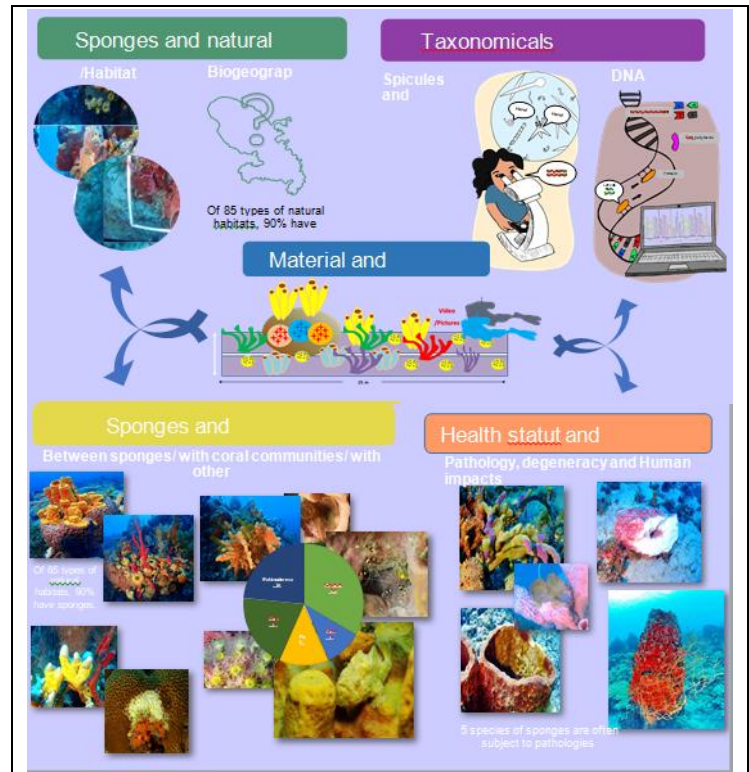 Sponges and natural
Taxonomicals
/Habitat
Biogeograp
Spicules
and
DNA
Of 85 types of natural
habitats, 90% have
Material and
Video
/Pictures
Sponges and
Health statut and
Between sponges/ with coral communities/ with
other
Pathology, degeneracy and Human
impacts
Of 85 types of
habitats, 90%
have sponges.
5 species of sponges are often
subject to pathologies